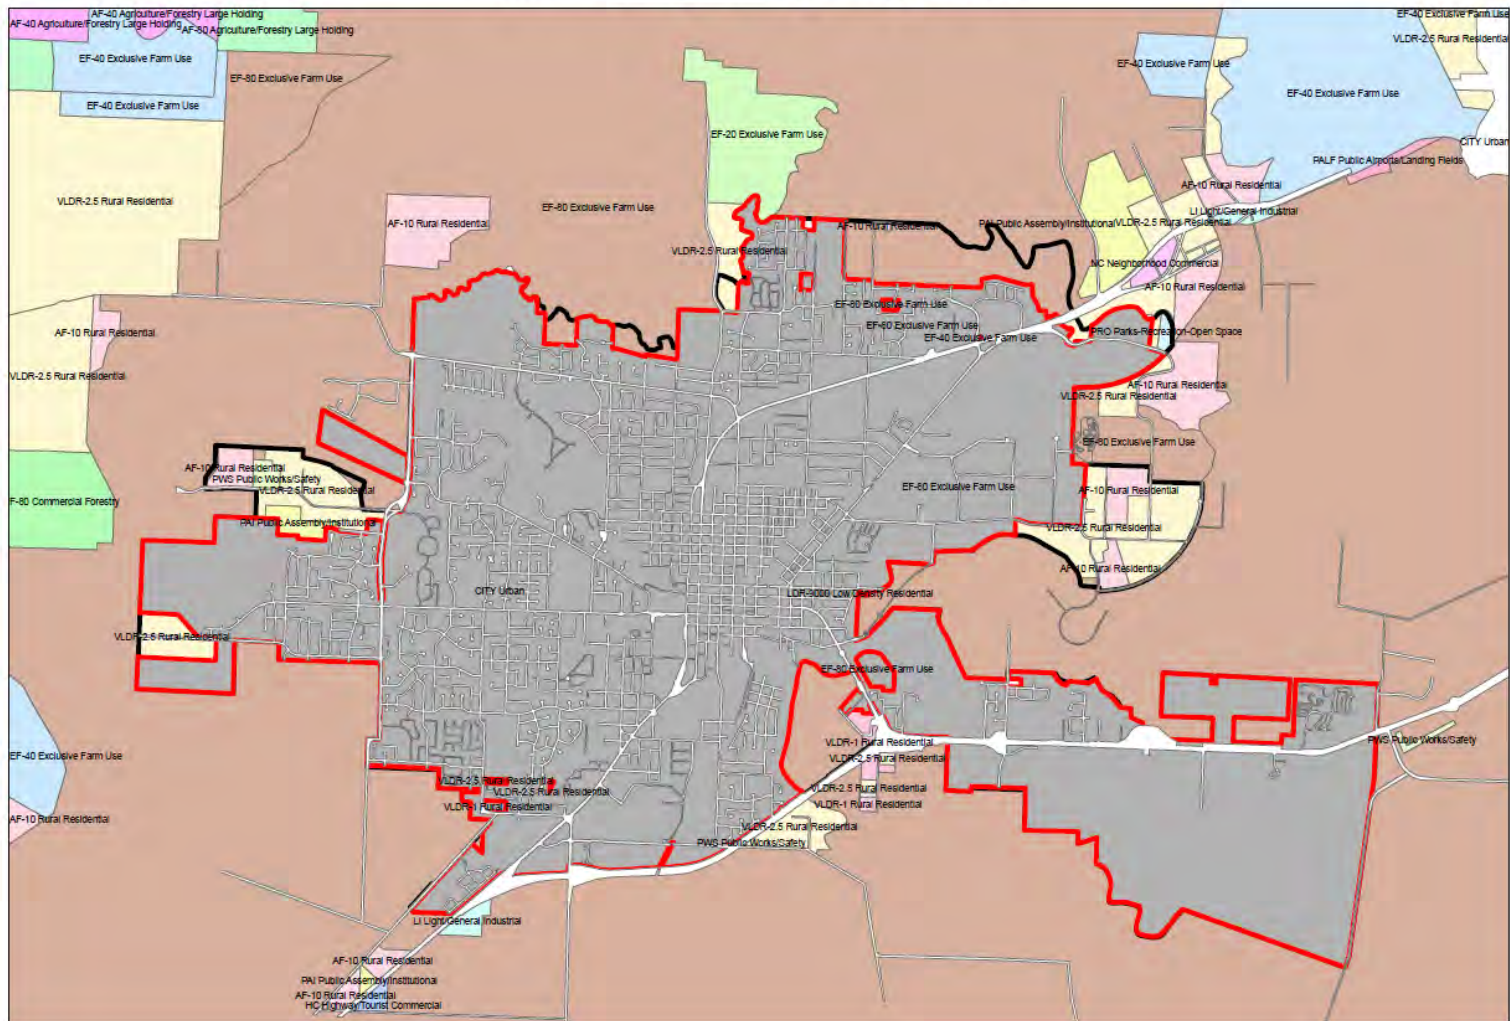 AF-40 Agriculture/Forestry Large Holding
EF-40 Exclusive Farm Use
AF-40 Agriculture/Forestry Large Holding
AF-80 Agriculture/Forestry Large Holding
VLDR-2.5 Rural Residential
EF-40 Exclusive Farm Use
EF-40 Exclusive Farm Use
EF-80 Exclusive Farm Use
EF-40 Exclusive Farm Use
EF-40 Exclusive Farm Use
EF-20 Exclusive Farm Use
CITY Urban
PALF Public Airports/Landing Fields
AF-10 Rural Residential
VLDR-2.5 Rural Residential
EF-80 Exclusive Farm Use
LI Light/General Industrial
AF-10 Rural Residential
AF-10 Rural Residential
PAI Public Assembly/Institutional
VLDR-2.5 Rural Residential
VLDR-2.5 Rural Residential
NC Neighborhood Commercial
AF-10 Rural Residential
EF-80 Exclusive Farm Use
EF-80 Exclusive Farm Use
AF-10 Rural Residential
PRO Parks-Recreation-Open Space
EF-40 Exclusive Farm Use
VLDR-2.5 Rural Residential
AF-10 Rural Residential
VLDR-2.5 Rural Residential
EF-80 Exclusive Farm Use
AF-10 Rural Residential
PWS Public Works/Safety
EF-80 Exclusive Farm Use
VLDR-2.5 Rural Residential
AF-10 Rural Residential
F-80 Commercial Forestry
PAI Public Assembly/Institutional
VLDR-2.5 Rural Residential
AF-10 Rural Residential
CITY Urban
LDR-9000 Low Density Residential
VLDR-2.5 Rural Residential
EF-80 Exclusive Farm Use
VLDR-1 Rural Residential
PWS Public Works/Safety
EF-40 Exclusive Farm Use
VLDR-2.5 Rural Residential
VLDR-2.5 Rural Residential
VLDR-2.5 Rural Residential
VLDR-2.5 Rural Residential
VLDR-1 Rural Residential
VLDR-1 Rural Residential
AF-10 Rural Residential
VLDR-2.5 Rural Residential
PWS Public Works/Safety
LI Light/General Industrial
AF-10 Rural Residential
PAI Public Assembly/Institutional
AF-10 Rural Residential
HC Highway/Tourist Commercial